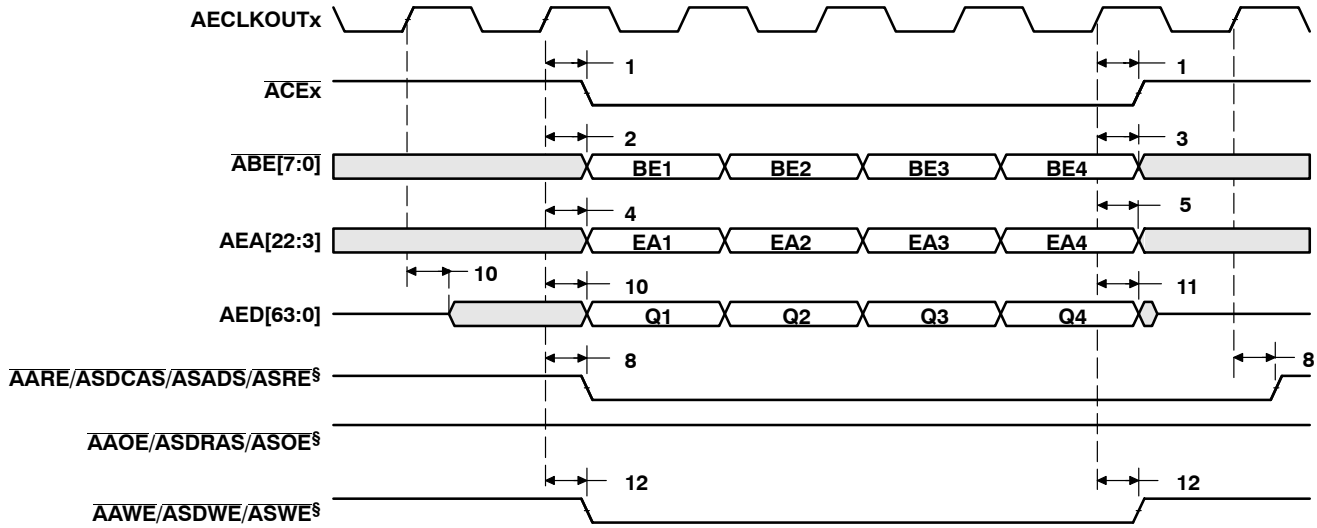 AECLKOUTx
1 1
ACEx
2 3
ABE[7:0] BE1 BE2 BE3 BE4
4 5
AEA[22:3] EA1 EA2 EA3 EA4
10 10 11
AED[63:0] Q1 Q2 Q3 Q4
8 8
AARE/ASDCAS/ASADS/ASRE§
AAOE/ASDRAS/ASOE§
12 12
AAWE/ASDWE/ASWE§